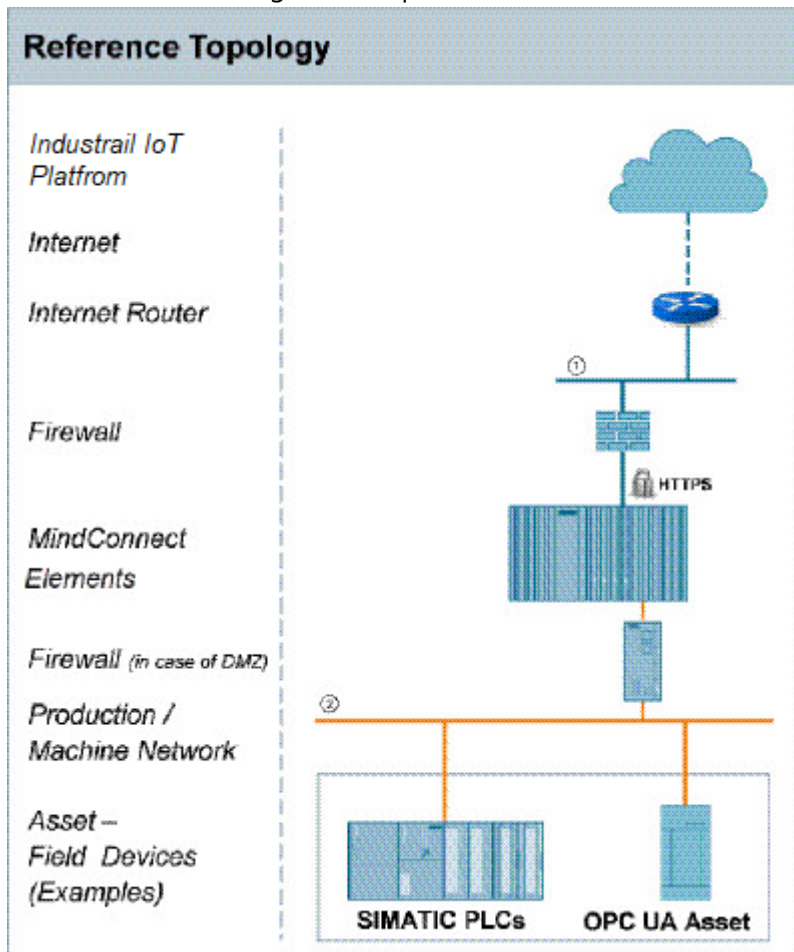 Reference Topology
Industrail IoT
Platfrom
Internet
Internet Router
①
Firewall
HTTPS
MindConnect
Elements
Firewall (in case of DMZ)
②
Production /
Machine Network
Asset –
Field Devices
(Examples)
SIMATIC PLCs
OPC UA Asset